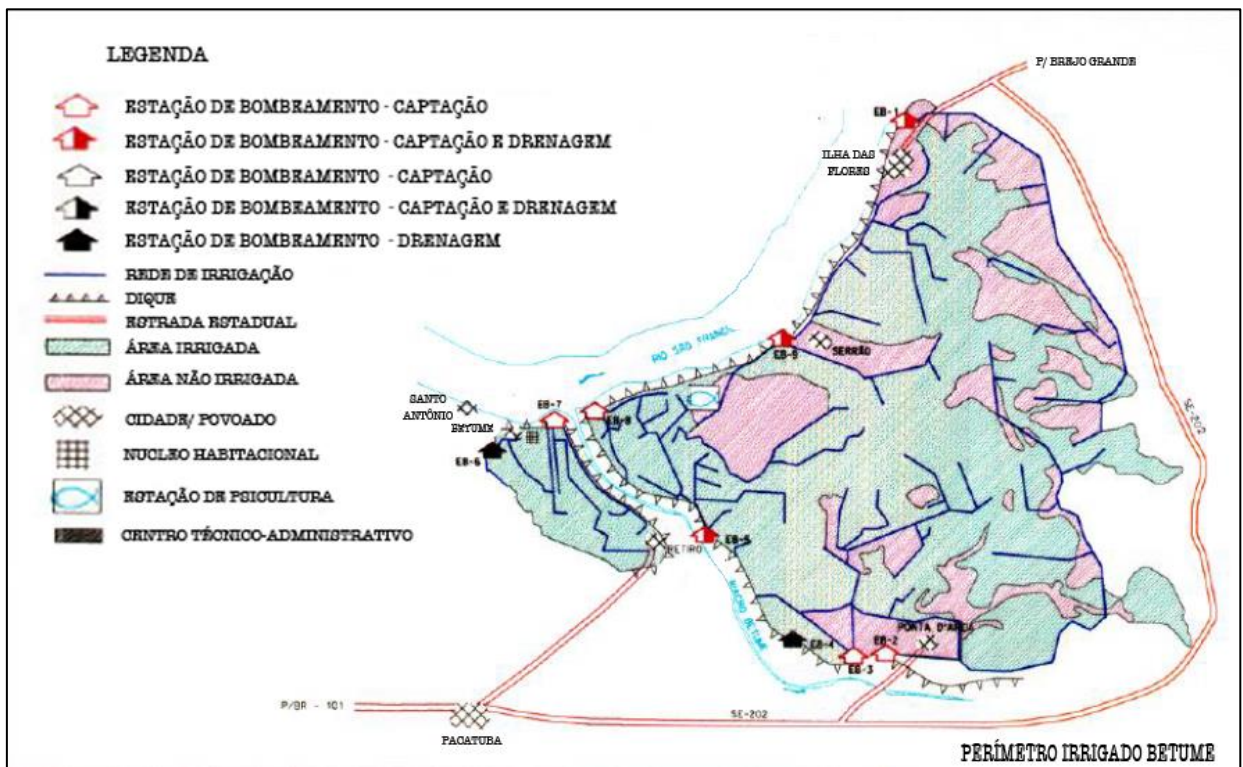 LEGENDA
ESTAÇÃO DE BOMBEAMENTO - CAPTAÇÃO
ESTAÇÃO DE BOMBEAMENTO - CAPTAÇÃO E DRENAGEM
ESTAÇÃO DE BOMBEAMENTO - CAPTAÇÃO
ESTAÇÃO DE BOMBEAMENTO - CAPTAÇÃO E DRENAGEM
ESTAÇÃO DE BOMBEAMENTO - DRENAGEM
REDE DE IRRIGAÇÃO
DIQUE
ESTRADA ESTADUAL
ÁREA IRRIGADA
ÁREA NÃO IRRIGADA
CIDADE/ POVOADO
NUCLEO HABITACIONAL
ESTAÇÃO DE PSICULTURA
CENTRO TÉCNICO-ADMINISTRATIVO
P/ BREJO GRANDE
EB-1
ILHA DAS
FLORES
RIO SÃO
EB-9
SERRÃO
SANTO
ANTÔNIO
BETUME
EB-7
EB-8
EB-6
RETIRO
EB-5
RIACHO BETUME
EB-4
EB-3
EB-2
SE-202
P/BR - 101
PACATUBA
SE-202
PERÍMETRO IRRIGADO BETUME